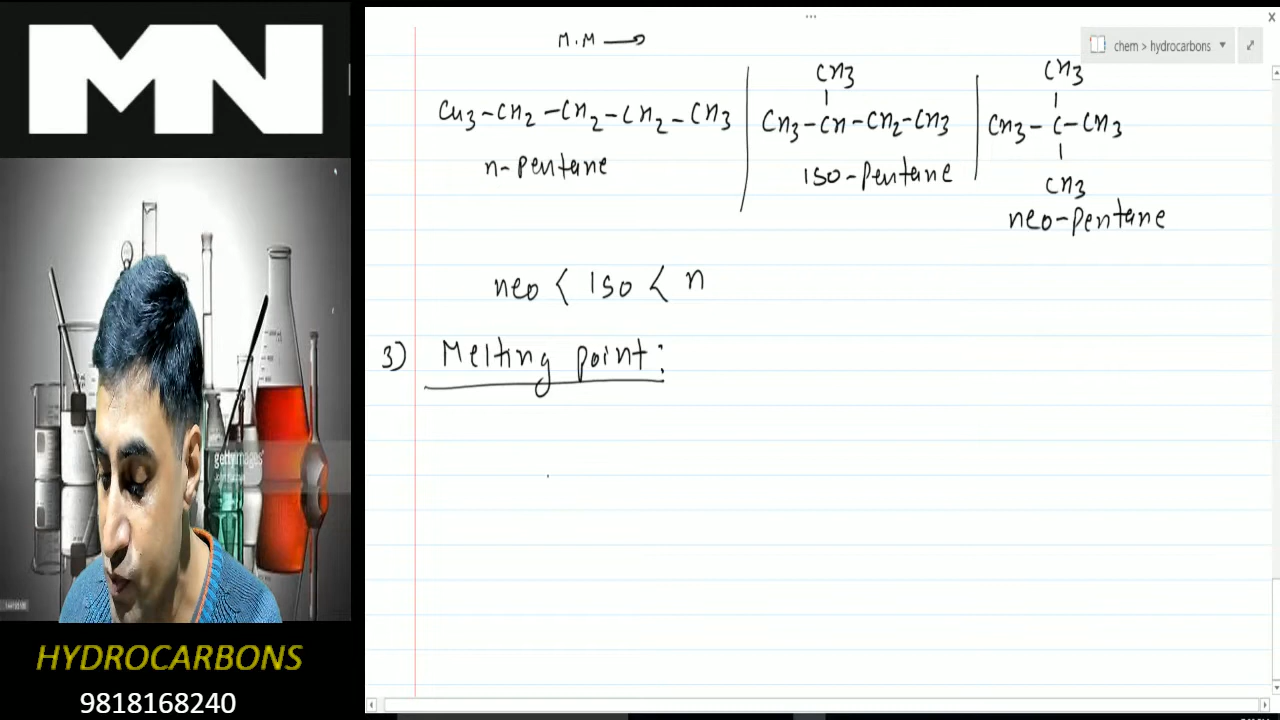 MN
gettyimages
HYDROCARBONS
9818168240
chem > hydrocarbons
M.M →
CH3-CH2-CH2-CH2-CH3
n-pentane
CH3
CH3-CH-CH2-CH3
iso-pentane
CH3
CH3-C-CH3
CH3
neo-pentane
neo < iso < n
3) Melting point: